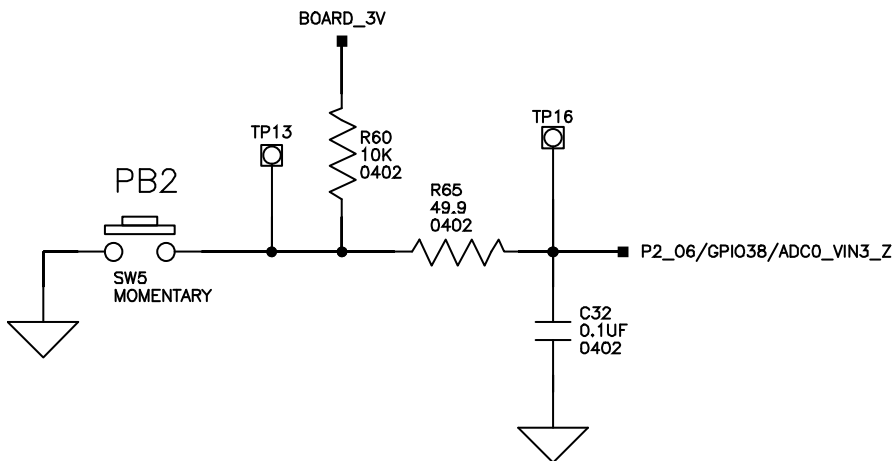 BOARD_3V
TP13
R60
10K
0402
TP16
PB2
R65
49.9
0402
P2_06/GPIO38/ADC0_VIN3_Z
SW5
MOMENTARY
C32
0.1UF
0402